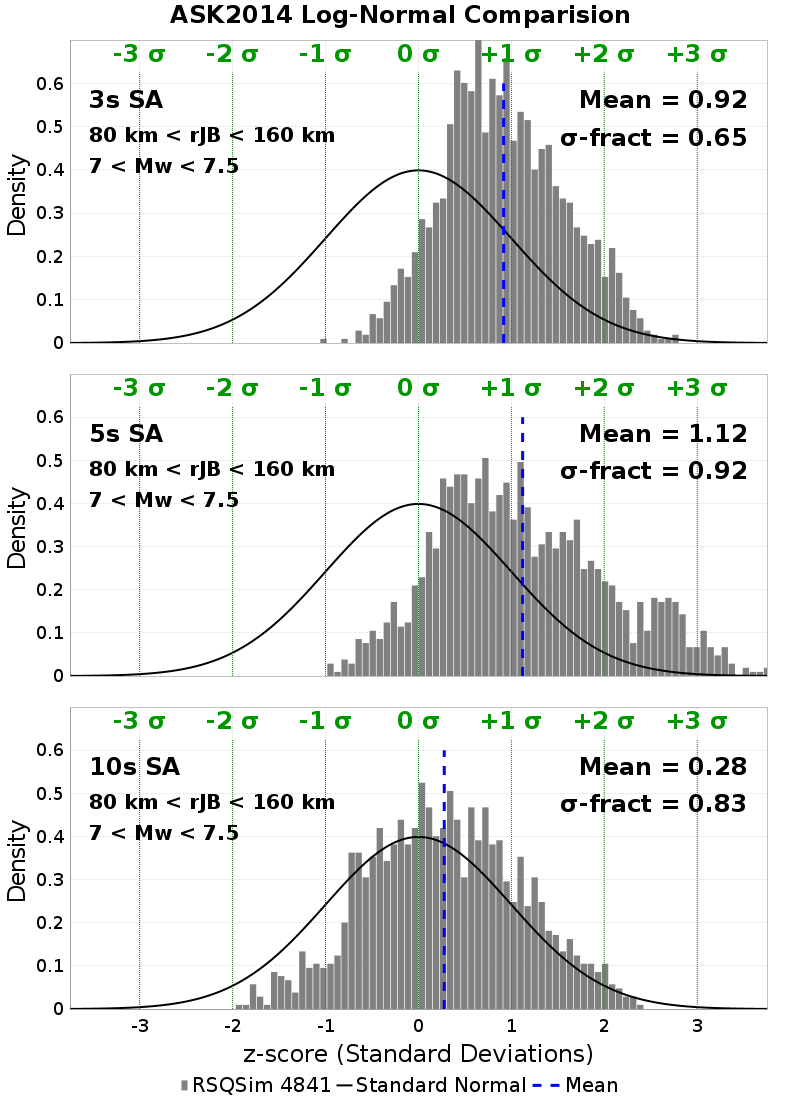 ASK2014 Log-Normal Comparision
-3 σ -2 σ -1 σ 0 σ +1 σ +2 σ +3 σ
3s SA Mean = 0.92
80 km < rJB < 160 km σ-fract = 0.65
7 < Mw < 7.5
Density
0.6
0.5
0.4
0.3
0.2
0.1
0
-3 σ -2 σ -1 σ 0 σ +1 σ +2 σ +3 σ
5s SA Mean = 1.12
80 km < rJB < 160 km σ-fract = 0.92
7 < Mw < 7.5
Density
0.6
0.5
0.4
0.3
0.2
0.1
0
-3 σ -2 σ -1 σ 0 σ +1 σ +2 σ +3 σ
10s SA Mean = 0.28
80 km < rJB < 160 km σ-fract = 0.83
7 < Mw < 7.5
Density
0.6
0.5
0.4
0.3
0.2
0.1
0
-3 -2 -1 0 1 2 3
z-score (Standard Deviations)
RSQSim 4841 Standard Normal Mean